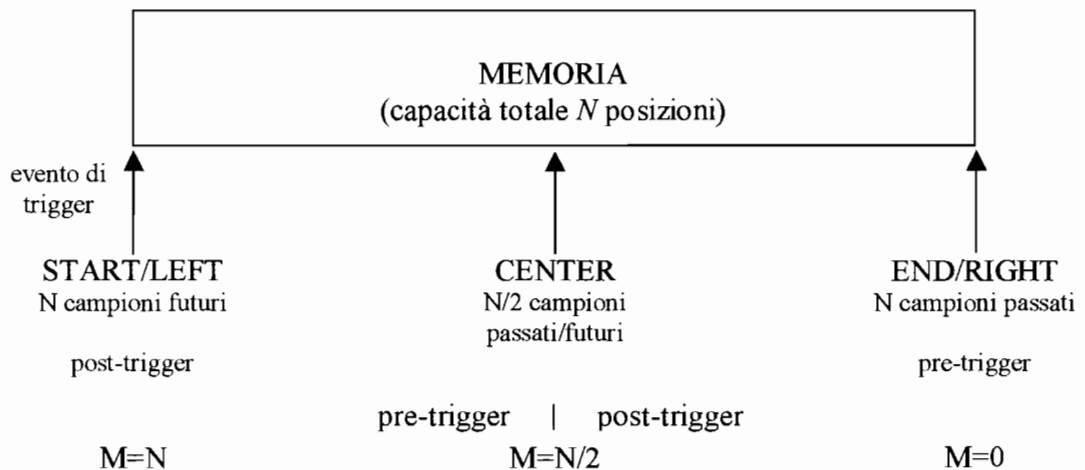 MEMORIA
(capacità totale N posizioni)
evento di
trigger
START/LEFT
N campioni futuri
post-trigger
CENTER
N/2 campioni
passati/futuri
END/RIGHT
N campioni passati
pre-trigger
pre-trigger | post-trigger
M=N
M=N/2
M=0